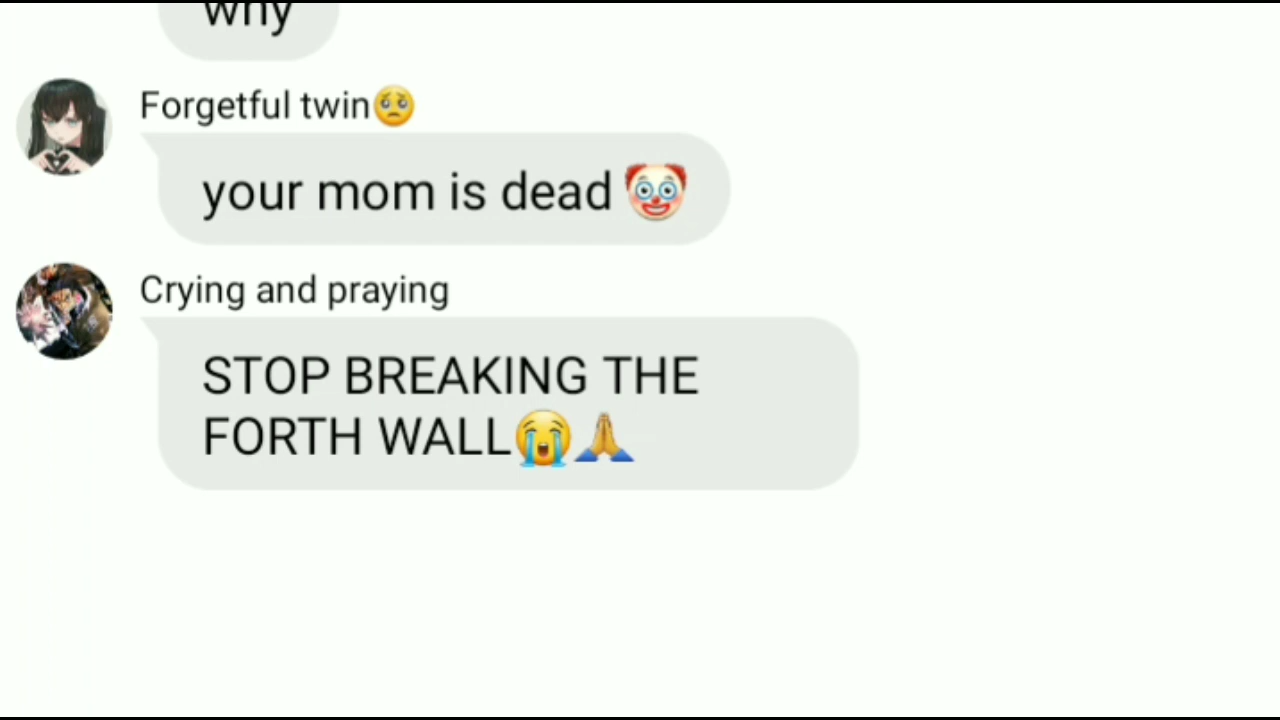 why
Forgetful twin🥺
your mom is dead 🤡
Crying and praying
STOP BREAKING THE
FORTH WALL😭🙏